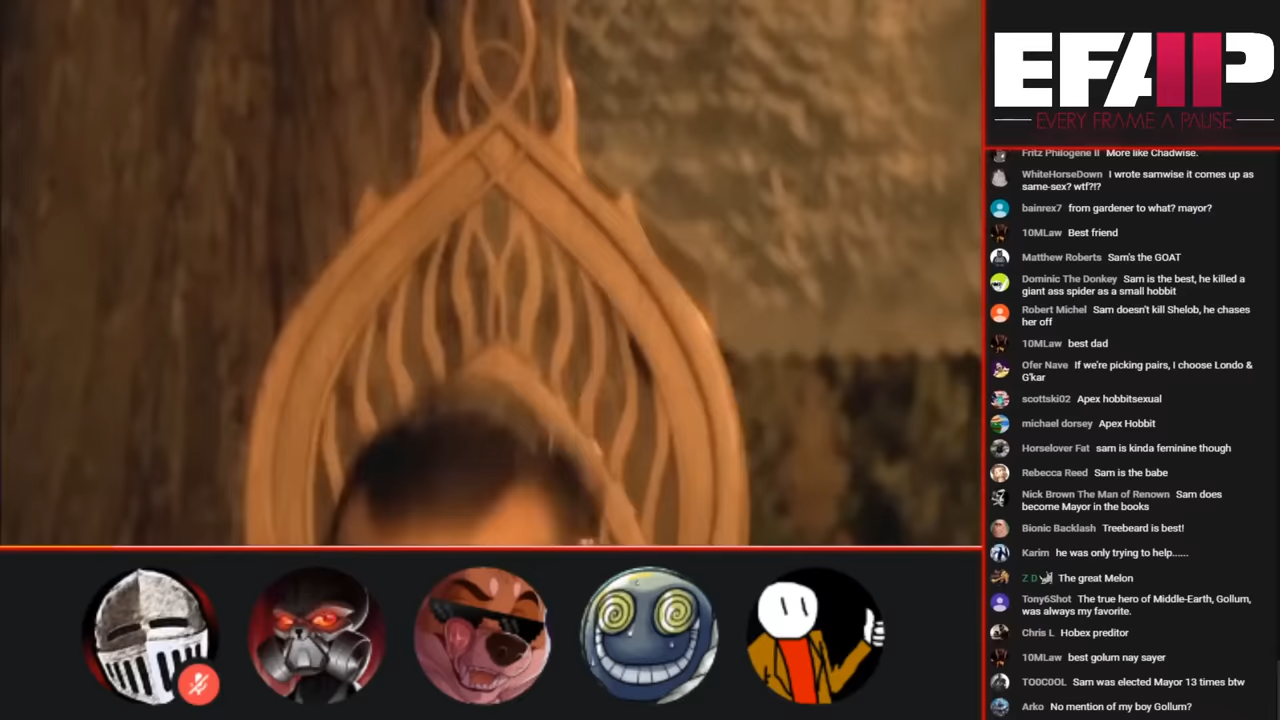 EFAP
EVERY FRAME A PAUSE
Fritz Philogene II More like Chadwise.
WhiteHorseDown I wrote samwise it comes up as
same-sex? wtf?!?
bainrex7 from gardener to what? mayor?
10MLaw Best friend
Matthew Roberts Sam's the GOAT
Dominic The Donkey Sam is the best, he killed a
giant ass spider as a small hobbit
Robert Michel Sam doesn't kill Shelob, he chases
her off
10MLaw best dad
Ofer Nave If we're picking pairs, I choose Londo &
G'kar
scottski02 Apex hobbitsexual
michael dorsey Apex Hobbit
Horselover Fat sam is kinda feminine though
Rebecca Reed Sam is the babe
Nick Brown The Man of Renown Sam does
become Mayor in the books
Bionic Backlash Treebeard is best!
Karim he was only trying to help......
Z D The great Melon
Tony6Shot The true hero of Middle-Earth, Gollum,
was always my favorite.
Chris L Hobex preditor
10MLaw best golum nay sayer
TO0C0OL Sam was elected Mayor 13 times btw
Arko No mention of my boy Gollum?